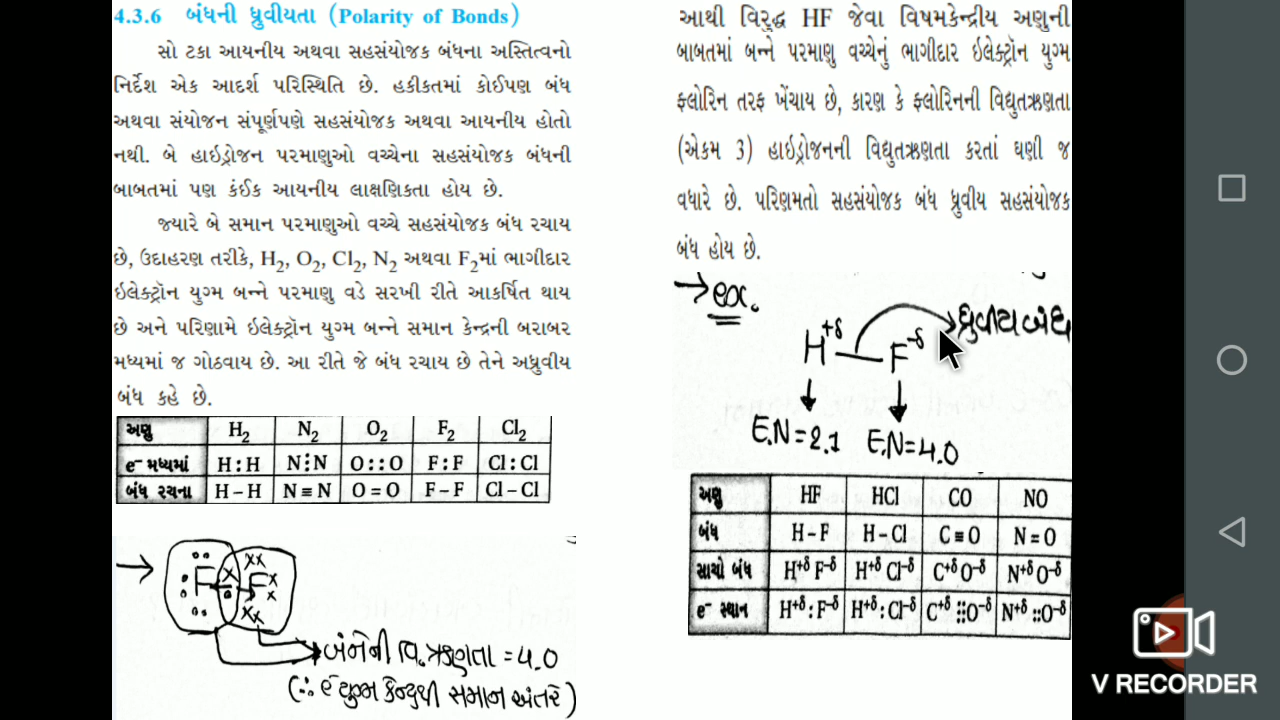 4.3.6 બંધની ધ્રુવીયતા (Polarity of Bonds)
સો ટકા આયનીય અથવા સહસંયોજક બંધના અસ્તિત્વનો
નિર્દેશ એક આદર્શ પરિસ્થિતિ છે. હકીકતમાં કોઈપણ બંધ
અથવા સંયોજન સંપૂર્ણપણે સહસંયોજક અથવા આયનીય હોતો
નથી. બે હાઇડ્રોજન પરમાણુઓ વચ્ચેના સહસંયોજક બંધની
બાબતમાં પણ કંઈક આયનીય લાક્ષણિકતા હોય છે.
જ્યારે બે સમાન પરમાણુઓ વચ્ચે સહસંયોજક બંધ રચાય
છે, ઉદાહરણ તરીકે, H₂, O₂, Cl₂, N₂ અથવા F₂માં ભાગીદાર
ઇલેક્ટ્રૉન યુગ્મ બન્ને પરમાણુ વડે સરખી રીતે આકર્ષિત થાય
છે અને પરિણામે ઇલેક્ટ્રૉન યુગ્મ બન્ને સમાન કેન્દ્રની બરાબર
મધ્યમાં જ ગોઠવાય છે. આ રીતે જે બંધ રચાય છે તેને અધ્રુવીય
બંધ કહે છે.
અણુ H₂ N₂ O₂ F₂ Cl₂
e⁻ મધ્યમાં H:H N⋮N O::O F:F Cl:Cl
બંધ રચના H – H N ≡ N O = O F – F Cl – Cl
F F
બંનેની વિ.ઋણતા = 4.0
(∴ e⁻ યુગ્મ કેન્દ્રથી સમાન અંતરે)
આથી વિરુદ્ધ HF જેવા વિષમકેન્દ્રીય અણુની
બાબતમાં બન્ને પરમાણુ વચ્ચેનું ભાગીદાર ઇલેક્ટ્રૉન યુગ્મ
ફ્લોરિન તરફ ખેંચાય છે, કારણ કે ફ્લોરિનની વિદ્યુતઋણતા
(એકમ 3) હાઇડ્રોજનની વિદ્યુતઋણતા કરતાં ઘણી જ
વધારે છે. પરિણમતો સહસંયોજક બંધ ધ્રુવીય સહસંયોજક
બંધ હોય છે.
→ ex.
H⁺ᵟ — F⁻ᵟ ધ્રુવીય બંધ
E.N=2.1 E.N=4.0
અણુ HF HCl CO NO
બંધ H – F H – Cl C ≡ O N = O
સાચો બંધ H⁺ᵟ F⁻ᵟ H⁺ᵟ Cl⁻ᵟ C⁺ᵟ O⁻ᵟ N⁺ᵟ O⁻ᵟ
e⁻ સ્થાન H⁺ᵟ :F⁻ᵟ H⁺ᵟ :Cl⁻ᵟ C⁺ᵟ :::O⁻ᵟ N⁺ᵟ ::O⁻ᵟ
V RECORDER